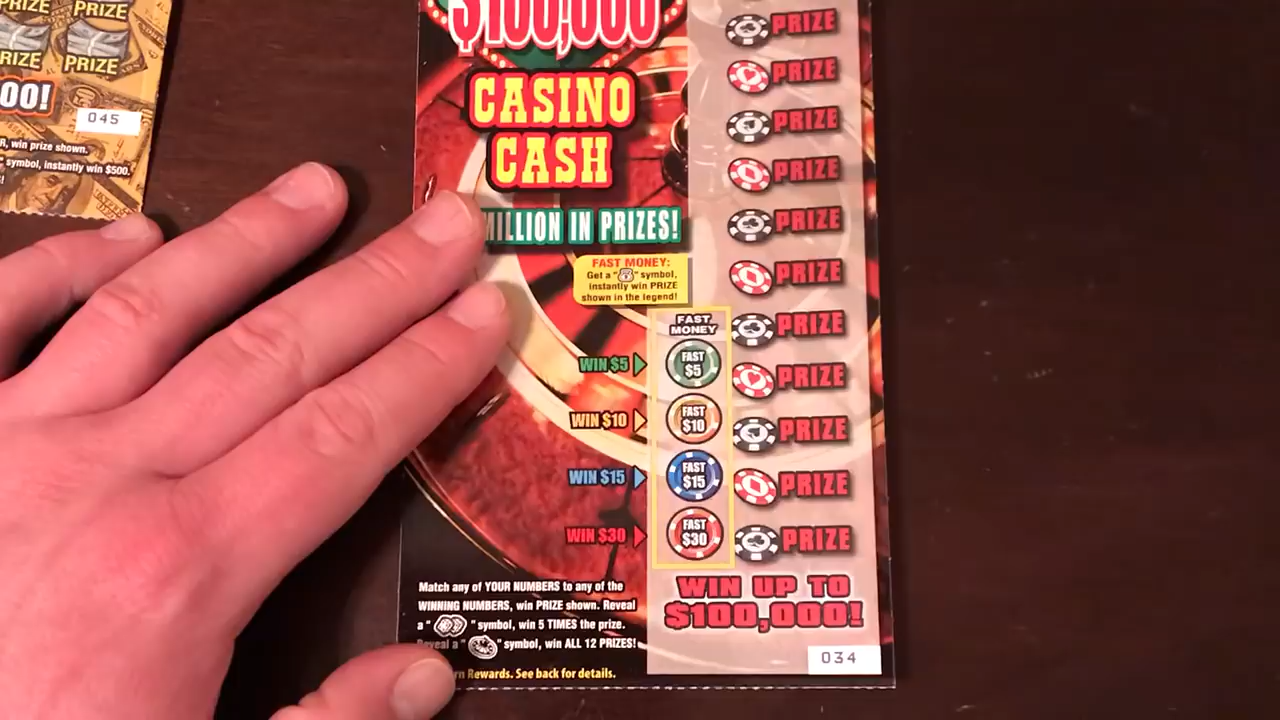 PRIZE
PRIZE
PRIZE
PRIZE
00!
045
R, win prize shown.
symbol, instantly win $500.
$100,000
CASINO
CASH
MILLION IN PRIZES!
FAST MONEY:
Get a " " symbol,
instantly win PRIZE
shown in the legend!
FAST
MONEY
WIN $5 FAST $5
WIN $10 FAST $10
WIN $15 FAST $15
WIN $30 FAST $30
PRIZE
PRIZE
PRIZE
PRIZE
PRIZE
PRIZE
PRIZE
PRIZE
PRIZE
PRIZE
PRIZE
WIN UP TO
$100,000!
Match any of YOUR NUMBERS to any of the
WINNING NUMBERS, win PRIZE shown. Reveal
a " " symbol, win 5 TIMES the prize.
Reveal a " " symbol, win ALL 12 PRIZES!
rn Rewards. See back for details.
034